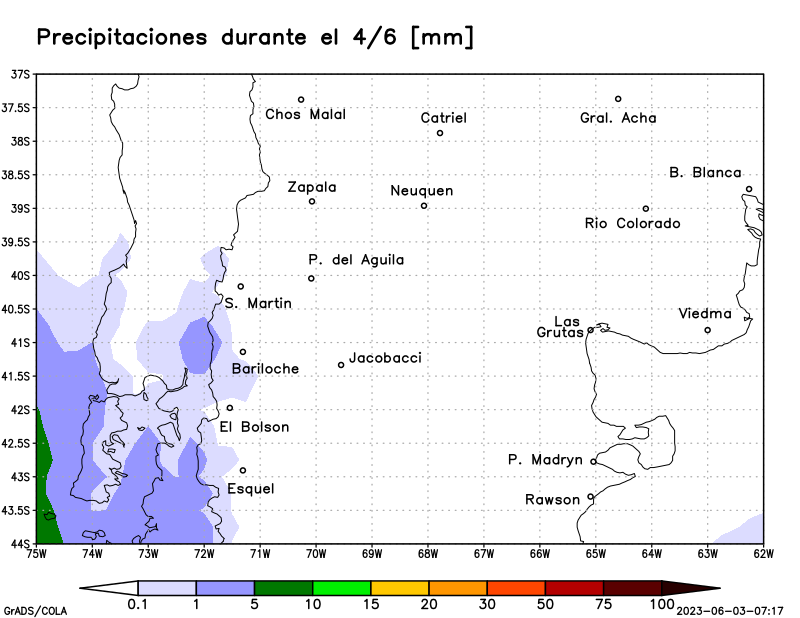 Precipitaciones durante el 4/6 [mm]
37S
37.5S
Chos Malal
Catriel
Gral. Acha
38S
38.5S
B. Blanca
Zapala
Neuquen
39S
Rio Colorado
39.5S
P. del Aguila
40S
S. Martin
40.5S
Viedma
Las
Grutas
41S
Jacobacci
Bariloche
41.5S
42S
El Bolson
42.5S
P. Madryn
43S
Esquel
Rawson
43.5S
44S
75W 74W 73W 72W 71W 70W 69W 68W 67W 66W 65W 64W 63W 62W
0.1 1 5 10 15 20 30 50 75 100
GrADS/COLA
2023-06-03-07:17